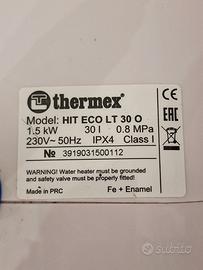 thermex®
Model: HIT ECO LT 30 O
1.5 kW 30 l 0.8 MPa
230V~ 50Hz IPX4 Class I
№ 3919031500112
WARNING! Water heater must be grounded
and safety valve must be installed properly!
Made in PRC Fe + Enamel
CE
EAC
subito